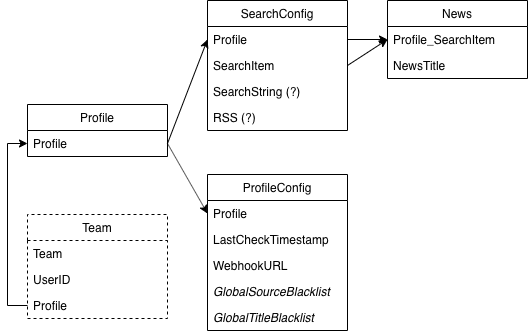 SearchConfig
Profile
SearchItem
SearchString (?)
RSS (?)
News
Profile_SearchItem
NewsTitle
Profile
Profile
ProfileConfig
Profile
LastCheckTimestamp
WebhookURL
GlobalSourceBlacklist
GlobalTitleBlacklist
Team
Team
UserID
Profile